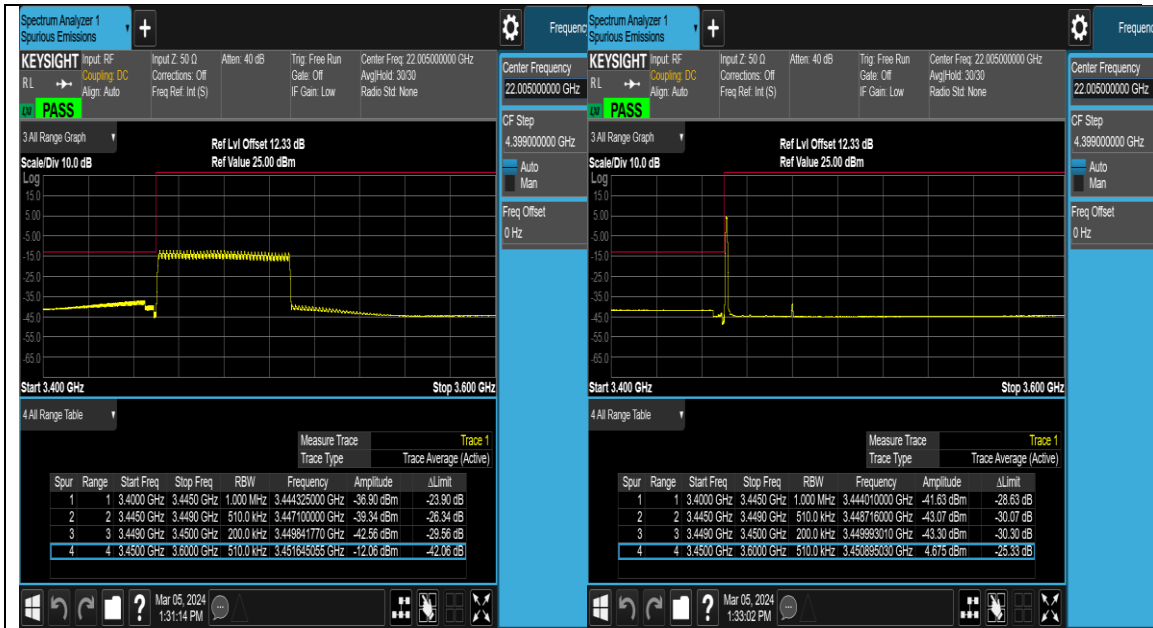 Spectrum Analyzer 1
Spurious Emissions
+
Frequenc
KEYSIGHT Input: RF
RL
Coupling: DC
Align: Auto
Input Z: 50 Ω
Corrections: Off
Freq Ref: Int (S)
Atten: 40 dB
Trig: Free Run
Gate: Off
IF Gain: Low
Center Freq: 22.005000000 GHz
Avg|Hold: 30/30
Radio Std: None
PASS
Center Frequency
22.005000000 GHz
CF Step
4.399000000 GHz
Auto
Man
Freq Offset
0 Hz
3 All Range Graph
Ref Lvl Offset 12.33 dB
Scale/Div 10.0 dB
Ref Value 25.00 dBm
Log
15.0
5.00
-5.00
-15.0
-25.0
-35.0
-45.0
-55.0
-65.0
Start 3.400 GHz
Stop 3.600 GHz
4 All Range Table
Measure Trace Trace 1
Trace Type Trace Average (Active)
Spur Range Start Freq Stop Freq RBW Frequency Amplitude ΔLimit
1 1 3.4000 GHz 3.4450 GHz 1.000 MHz 3.444325000 GHz -36.90 dBm -23.90 dB
2 2 3.4450 GHz 3.4490 GHz 510.0 kHz 3.447100000 GHz -39.34 dBm -26.34 dB
3 3 3.4490 GHz 3.4500 GHz 200.0 kHz 3.449841770 GHz -42.56 dBm -29.56 dB
4 4 3.4500 GHz 3.6000 GHz 510.0 kHz 3.451645055 GHz -12.06 dBm -42.06 dB
?
Mar 05, 2024
1:31:14 PM
Spectrum Analyzer 1
Spurious Emissions
+
Frequenc
KEYSIGHT Input: RF
RL
Coupling: DC
Align: Auto
Input Z: 50 Ω
Corrections: Off
Freq Ref: Int (S)
Atten: 40 dB
Trig: Free Run
Gate: Off
IF Gain: Low
Center Freq: 22.005000000 GHz
Avg|Hold: 30/30
Radio Std: None
PASS
Center Frequency
22.005000000 GHz
CF Step
4.399000000 GHz
Auto
Man
Freq Offset
0 Hz
3 All Range Graph
Ref Lvl Offset 12.33 dB
Scale/Div 10.0 dB
Ref Value 25.00 dBm
Log
15.0
5.00
-5.00
-15.0
-25.0
-35.0
-45.0
-55.0
-65.0
Start 3.400 GHz
Stop 3.600 GHz
4 All Range Table
Measure Trace Trace 1
Trace Type Trace Average (Active)
Spur Range Start Freq Stop Freq RBW Frequency Amplitude ΔLimit
1 1 3.4000 GHz 3.4450 GHz 1.000 MHz 3.444010000 GHz -41.63 dBm -28.63 dB
2 2 3.4450 GHz 3.4490 GHz 510.0 kHz 3.448716000 GHz -43.07 dBm -30.07 dB
3 3 3.4490 GHz 3.4500 GHz 200.0 kHz 3.449993010 GHz -43.30 dBm -30.30 dB
4 4 3.4500 GHz 3.6000 GHz 510.0 kHz 3.450895030 GHz 4.675 dBm -25.33 dB
?
Mar 05, 2024
1:33:02 PM